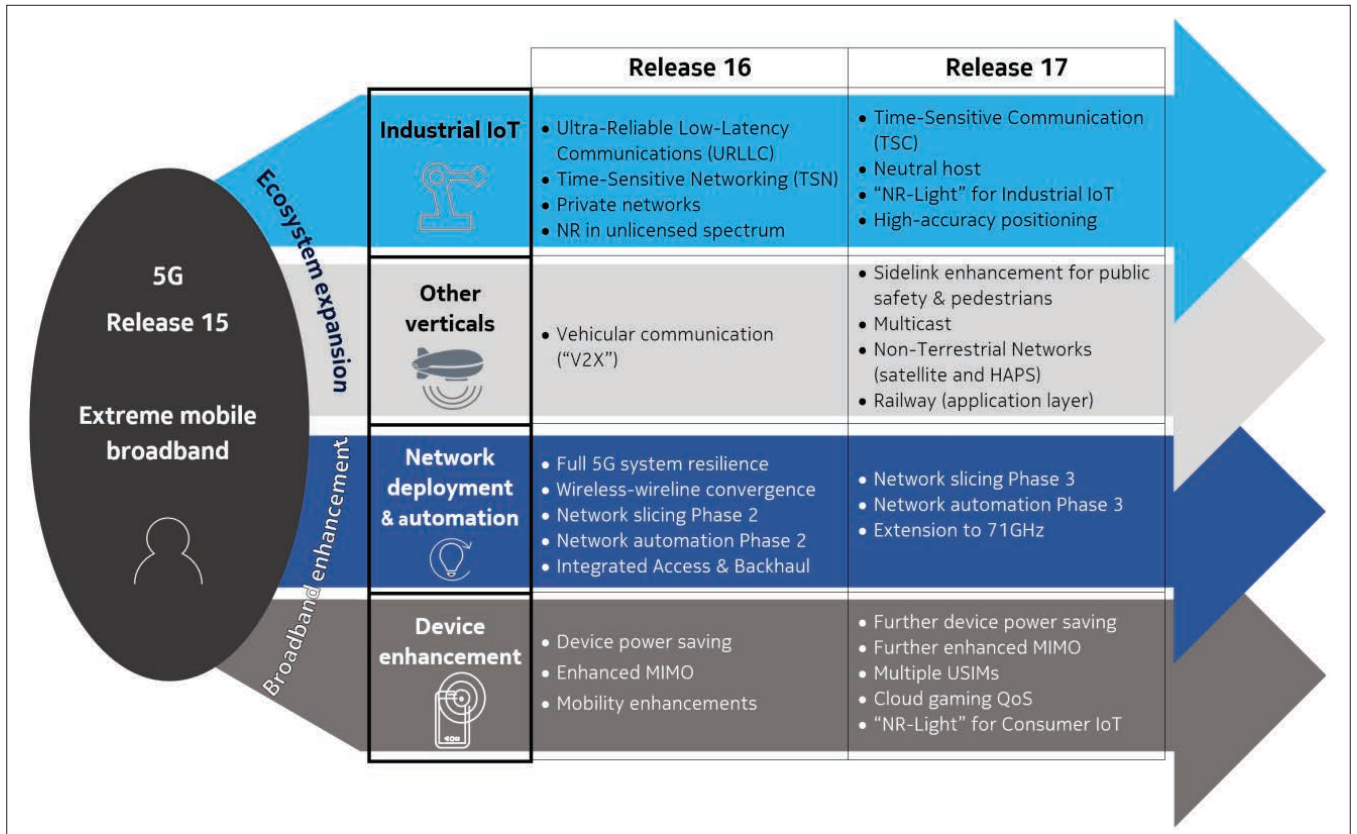 Release 16
Release 17
5G
Release 15
Extreme mobile
broadband
Ecosystem expansion
Broadband enhancement
Industrial IoT
• Ultra-Reliable Low-Latency
Communications (URLLC)
• Time-Sensitive Networking (TSN)
• Private networks
• NR in unlicensed spectrum
• Time-Sensitive Communication
(TSC)
• Neutral host
• “NR-Light” for Industrial IoT
• High-accuracy positioning
Other
verticals
• Vehicular communication
(“V2X”)
• Sidelink enhancement for public
safety & pedestrians
• Multicast
• Non-Terrestrial Networks
(satellite and HAPS)
• Railway (application layer)
Network
deployment
& automation
• Full 5G system resilience
• Wireless-wireline convergence
• Network slicing Phase 2
• Network automation Phase 2
• Integrated Access & Backhaul
• Network slicing Phase 3
• Network automation Phase 3
• Extension to 71GHz
Device
enhancement
• Device power saving
• Enhanced MIMO
• Mobility enhancements
• Further device power saving
• Further enhanced MIMO
• Multiple USIMs
• Cloud gaming QoS
• “NR-Light” for Consumer IoT